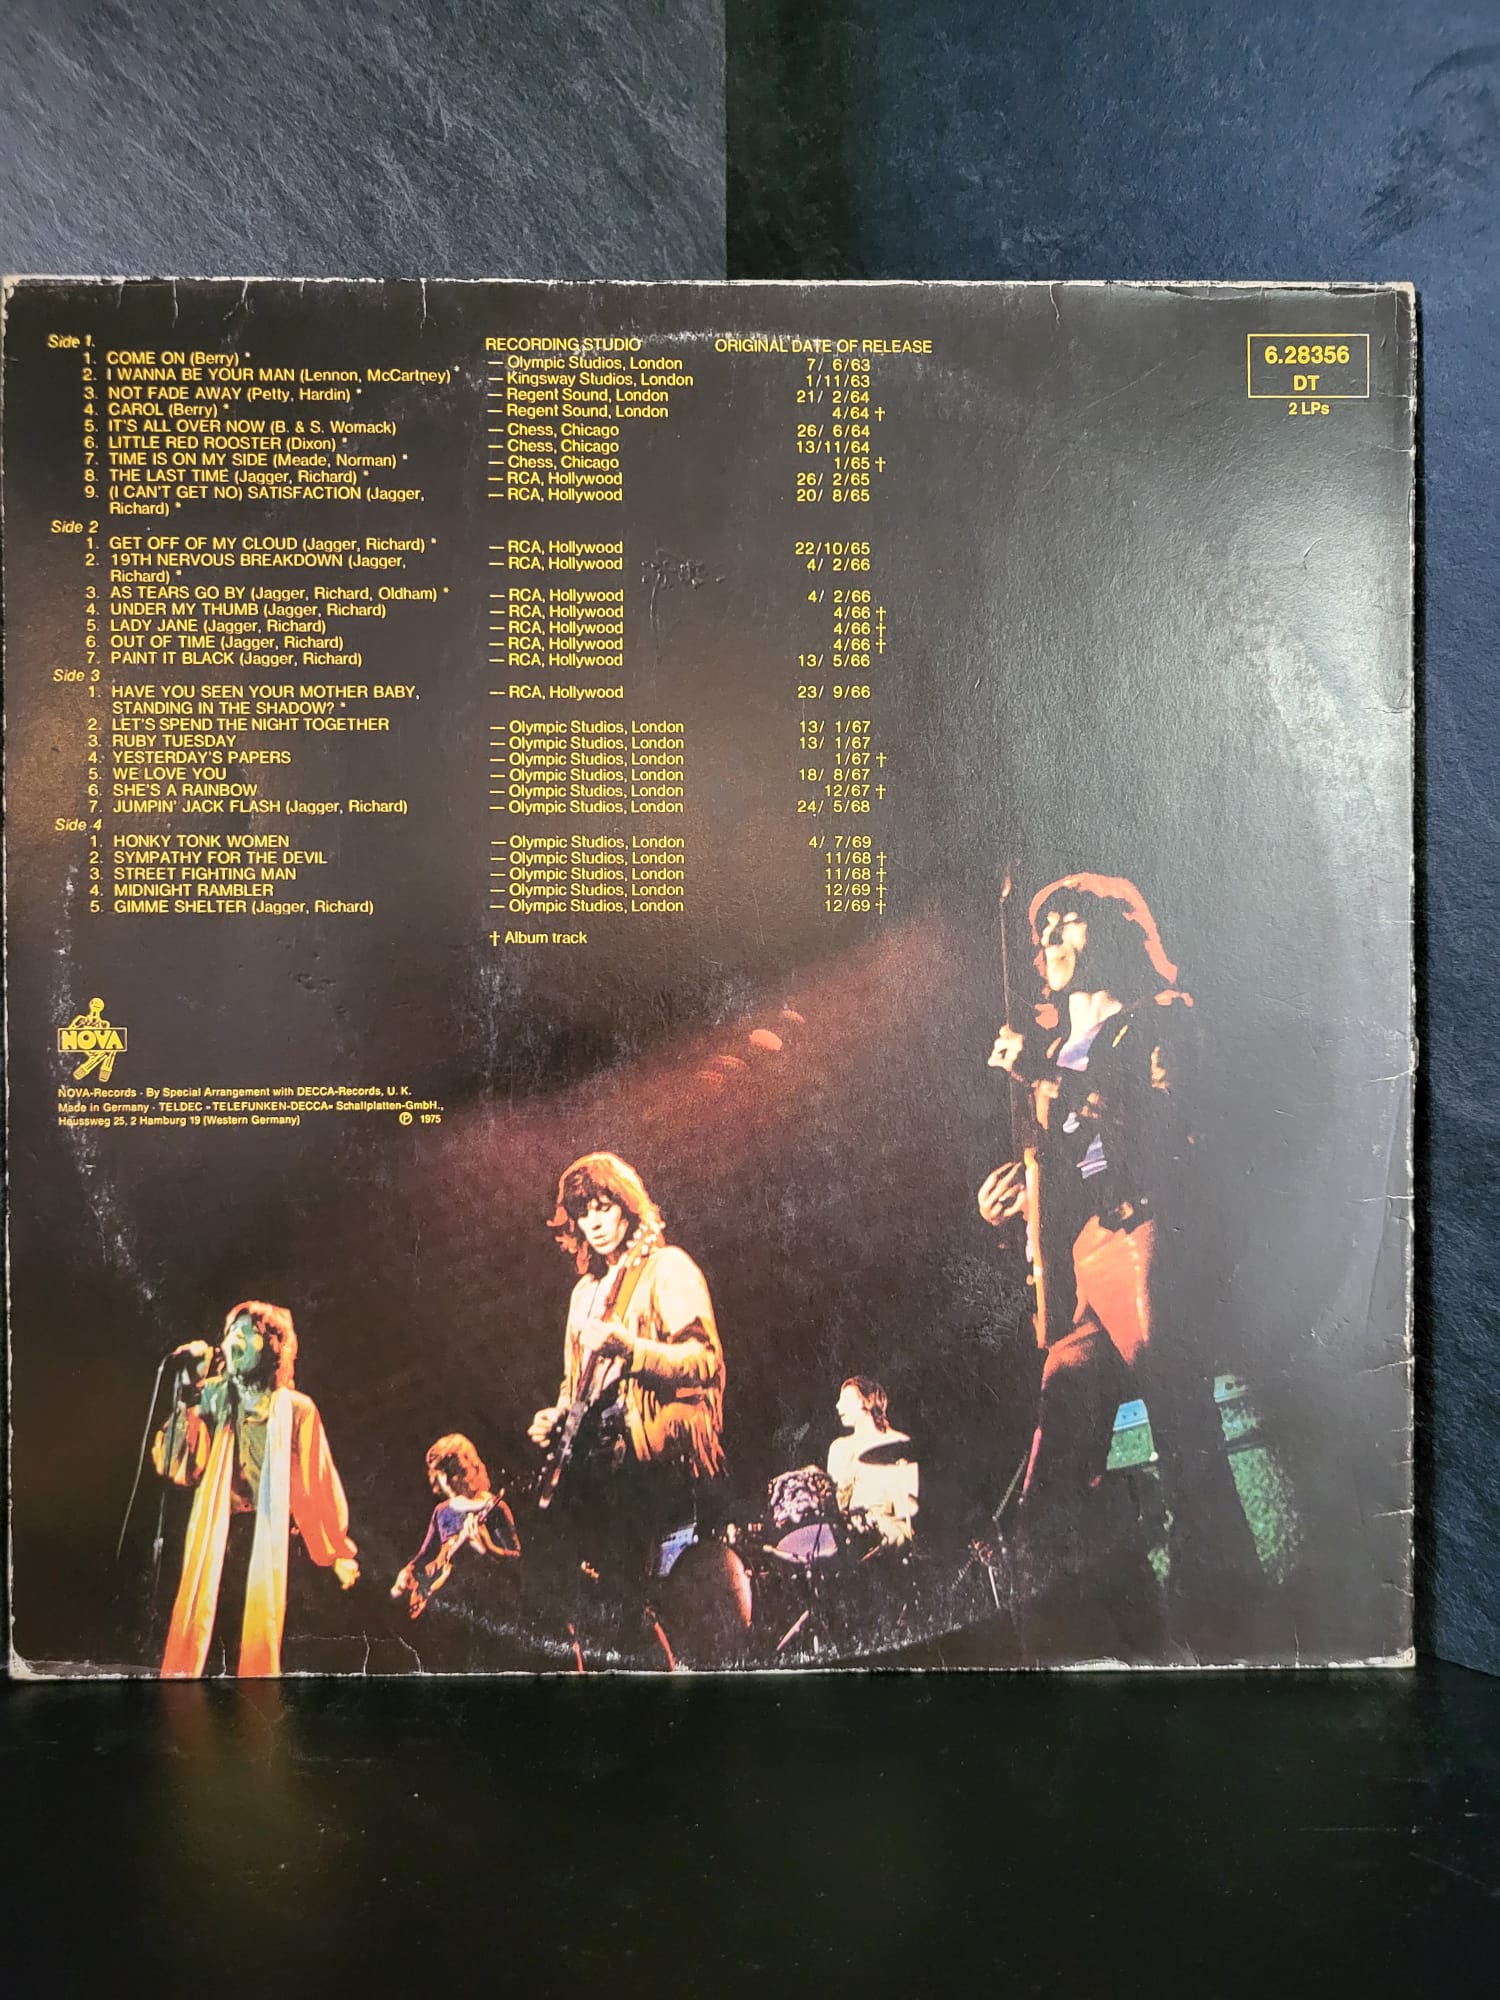 Side 1. RECORDING STUDIO ORIGINAL DATE OF RELEASE 6.28356
1. COME ON (Berry) * — Olympic Studios, London 7/ 6/63 DT
2. I WANNA BE YOUR MAN (Lennon, McCartney) * — Kingsway Studios, London 1/11/63
3. NOT FADE AWAY (Petty, Hardin) * — Regent Sound, London 21/ 2/64 2 LPs
4. CAROL (Berry) * — Regent Sound, London 4/64 †
5. IT'S ALL OVER NOW (B. & S. Womack) — Chess, Chicago 26/ 6/64
6. LITTLE RED ROOSTER (Dixon) * — Chess, Chicago 13/11/64
7. TIME IS ON MY SIDE (Meade, Norman) * — Chess, Chicago 1/65 †
8. THE LAST TIME (Jagger, Richard) * — RCA, Hollywood 26/ 2/65
9. (I CAN'T GET NO) SATISFACTION (Jagger, — RCA, Hollywood 20/ 8/65
Richard) *
Side 2
1. GET OFF OF MY CLOUD (Jagger, Richard) * — RCA, Hollywood 22/10/65
2. 19TH NERVOUS BREAKDOWN (Jagger, — RCA, Hollywood 4/ 2/66
Richard) *
3. AS TEARS GO BY (Jagger, Richard, Oldham) * — RCA, Hollywood 4/ 2/66
4. UNDER MY THUMB (Jagger, Richard) — RCA, Hollywood 4/66 †
5. LADY JANE (Jagger, Richard) — RCA, Hollywood 4/66 †
6. OUT OF TIME (Jagger, Richard) — RCA, Hollywood 4/66 †
7. PAINT IT BLACK (Jagger, Richard) — RCA, Hollywood 13/ 5/66
Side 3
1. HAVE YOU SEEN YOUR MOTHER BABY, — RCA, Hollywood 23/ 9/66
STANDING IN THE SHADOW? *
2. LET'S SPEND THE NIGHT TOGETHER — Olympic Studios, London 13/ 1/67
3. RUBY TUESDAY — Olympic Studios, London 13/ 1/67
4. YESTERDAY'S PAPERS — Olympic Studios, London 1/67 †
5. WE LOVE YOU — Olympic Studios, London 18/ 8/67
6. SHE'S A RAINBOW — Olympic Studios, London 12/67 †
7. JUMPIN' JACK FLASH (Jagger, Richard) — Olympic Studios, London 24/ 5/68
Side 4
1. HONKY TONK WOMEN — Olympic Studios, London 4/ 7/69
2. SYMPATHY FOR THE DEVIL — Olympic Studios, London 11/68 †
3. STREET FIGHTING MAN — Olympic Studios, London 11/68 †
4. MIDNIGHT RAMBLER — Olympic Studios, London 12/69 †
5. GIMME SHELTER (Jagger, Richard) — Olympic Studios, London 12/69 †
† Album track
NOVA
NOVA-Records · By Special Arrangement with DECCA-Records, U. K.
Made in Germany · TELDEC »TELEFUNKEN-DECCA« Schallplatten-GmbH.,
Heussweg 25, 2 Hamburg 19 (Western Germany) ℗ 1975